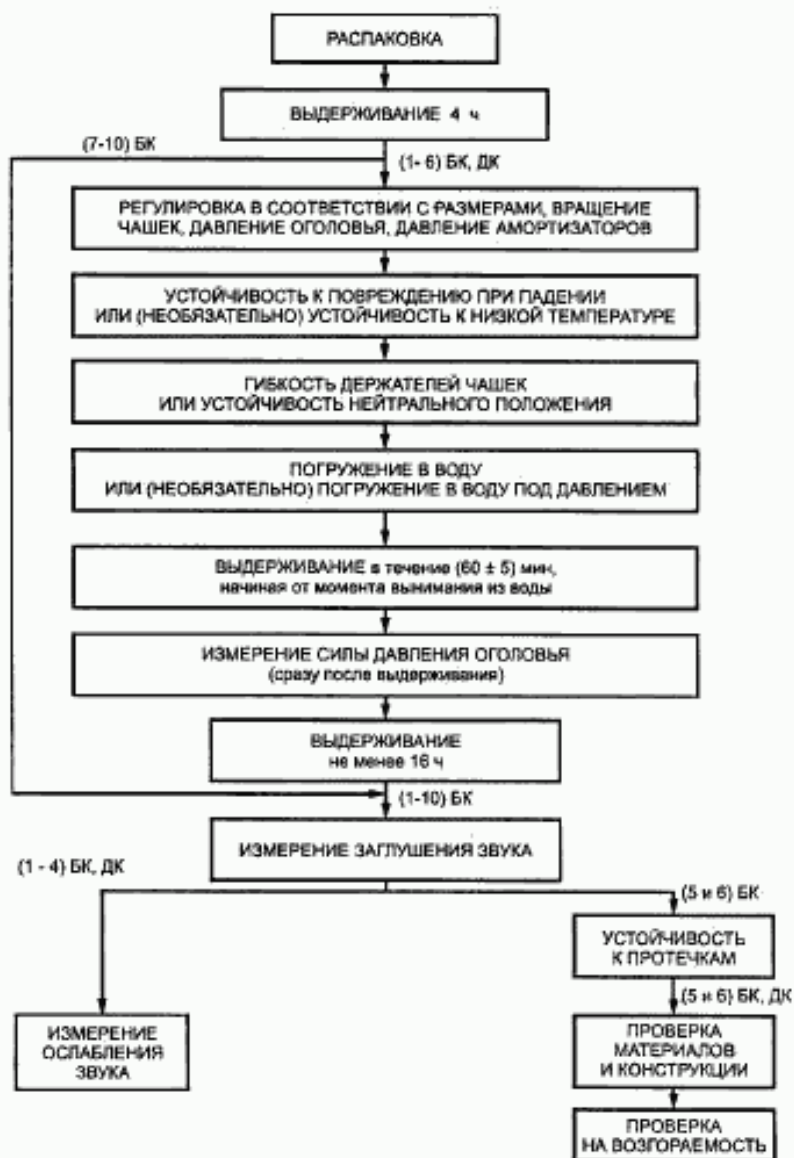 РАСПАКОВКА
ВЫДЕРЖИВАНИЕ 4 ч
(7-10) БК
(1- 6) БК, ДК
РЕГУЛИРОВКА В СООТВЕТСТВИИ С РАЗМЕРАМИ, ВРАЩЕНИЕ
ЧАШЕК, ДАВЛЕНИЕ ОГОЛОВЬЯ, ДАВЛЕНИЕ АМОРТИЗАТОРОВ
УСТОЙЧИВОСТЬ К ПОВРЕЖДЕНИЮ ПРИ ПАДЕНИИ
ИЛИ (НЕОБЯЗАТЕЛЬНО) УСТОЙЧИВОСТЬ К НИЗКОЙ ТЕМПЕРАТУРЕ
ГИБКОСТЬ ДЕРЖАТЕЛЕЙ ЧАШЕК
ИЛИ УСТОЙЧИВОСТЬ НЕЙТРАЛЬНОГО ПОЛОЖЕНИЯ
ПОГРУЖЕНИЕ В ВОДУ
ИЛИ (НЕОБЯЗАТЕЛЬНО) ПОГРУЖЕНИЕ В ВОДУ ПОД ДАВЛЕНИЕМ
ВЫДЕРЖИВАНИЕ в течение (60 ± 5) мин,
начиная от момента вынимания из воды
ИЗМЕРЕНИЕ СИЛЫ ДАВЛЕНИЯ ОГОЛОВЬЯ
(сразу после выдерживания)
ВЫДЕРЖИВАНИЕ
не менее 16 ч
(1-10) БК
ИЗМЕРЕНИЕ ЗАГЛУШЕНИЯ ЗВУКА
(1 - 4) БК, ДК
(5 и 6) БК
УСТОЙЧИВОСТЬ
К ПРОТЕЧКАМ
(5 и 6) БК, ДК
ИЗМЕРЕНИЕ
ОСЛАБЛЕНИЯ
ЗВУКА
ПРОВЕРКА
МАТЕРИАЛОВ
И КОНСТРУКЦИИ
ПРОВЕРКА
НА ВОЗГОРАЕМОСТЬ